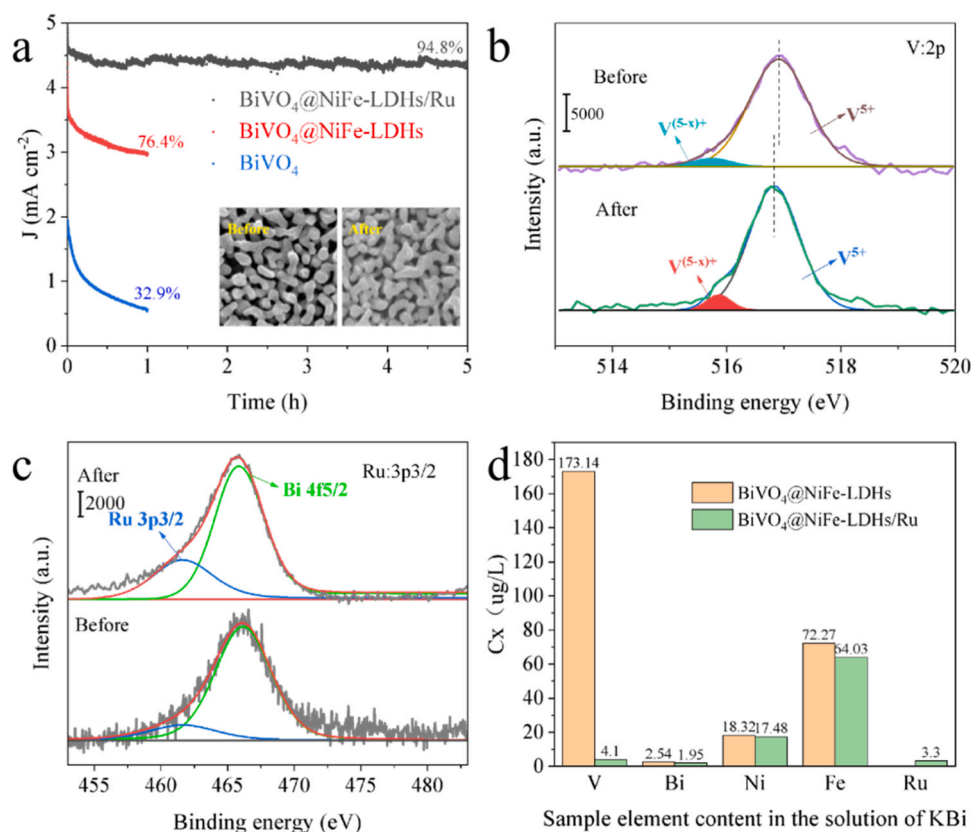 a
5
4
3
2
1
0
J (mA cm⁻²)
94.8%
BiVO₄@NiFe-LDHs/Ru
76.4%
BiVO₄@NiFe-LDHs
BiVO₄
32.9%
Before
After
0
1
2
3
4
5
Time (h)
b
V:2p
Before
5000
V⁽⁵⁻ˣ⁾⁺
V⁵⁺
After
V⁽⁵⁻ˣ⁾⁺
V⁵⁺
Intensity (a.u.)
514
516
518
520
Binding energy (eV)
c
Ru:3p3/2
After
2000
Bi 4f5/2
Ru 3p3/2
Before
Intensity (a.u.)
455
460
465
470
475
480
Binding energy (eV)
d
180
160
140
120
100
80
60
40
20
0
Cx（ug/L）
173.14
4.1
2.54
1.95
18.32
17.48
72.27
64.03
3.3
BiVO₄@NiFe-LDHs
BiVO₄@NiFe-LDHs/Ru
V
Bi
Ni
Fe
Ru
Sample element content in the solution of KBi